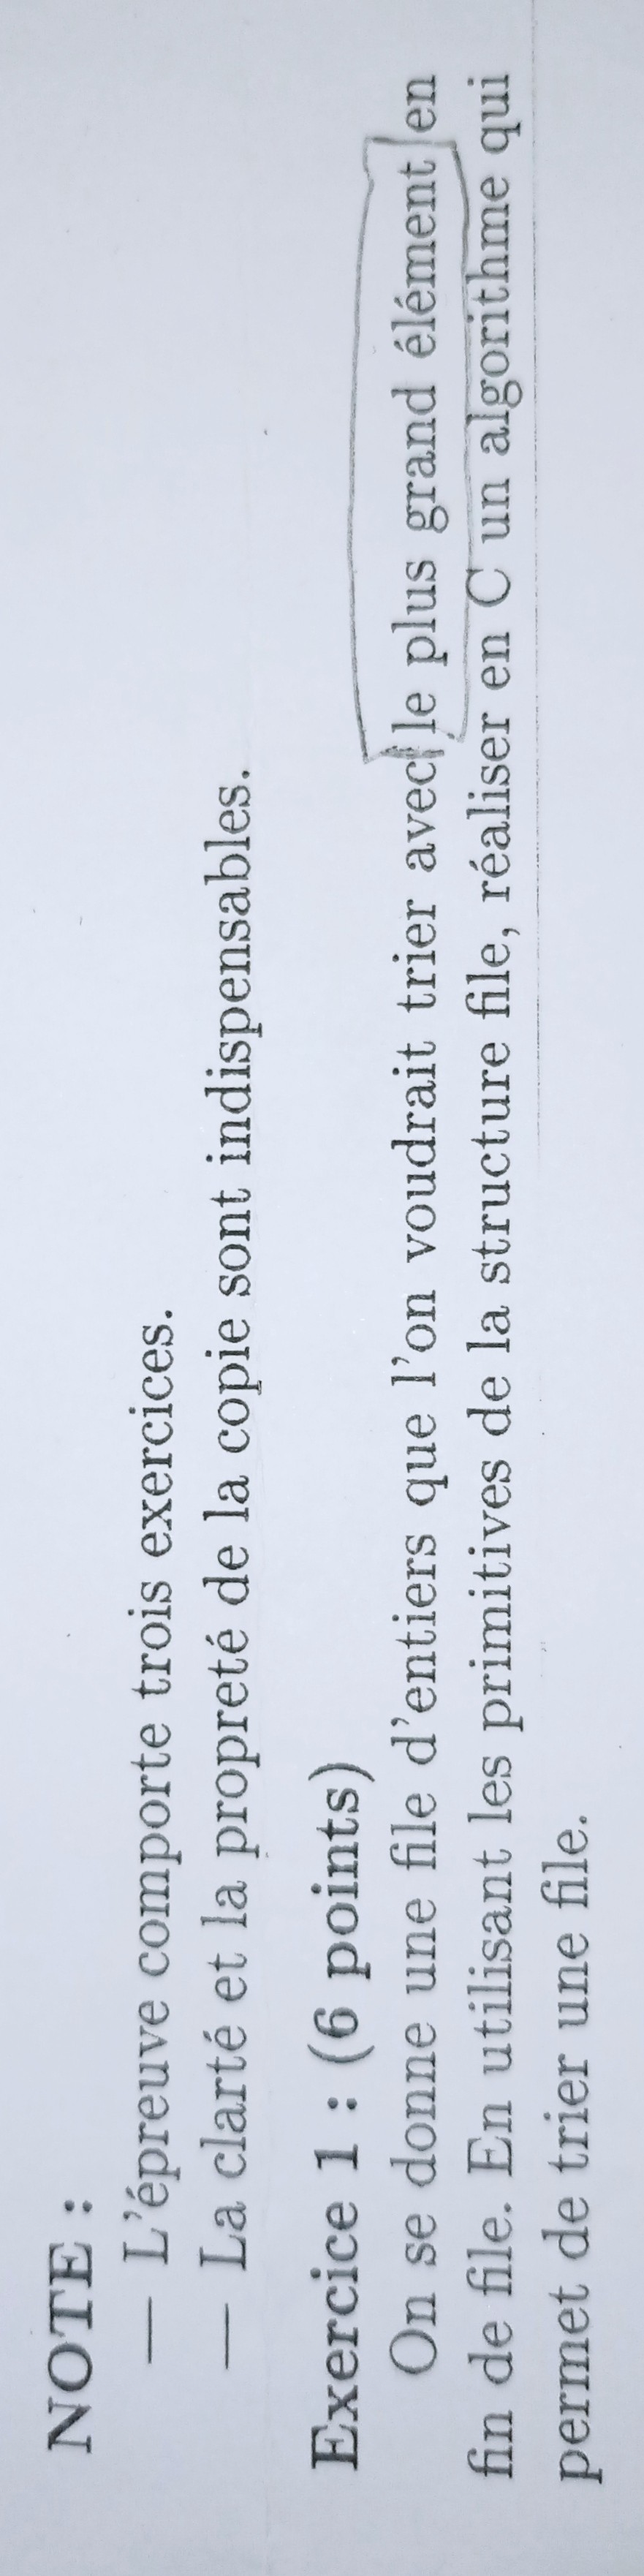 NOTE :
— L'épreuve comporte trois exercices.
— La clarté et la propreté de la copie sont indispensables.
Exercice 1 : (6 points)
On se donne une file d'entiers que l'on voudrait trier avec le plus grand élément en
fin de file. En utilisant les primitives de la structure file, réaliser en C un algorithme qui
permet de trier une file.